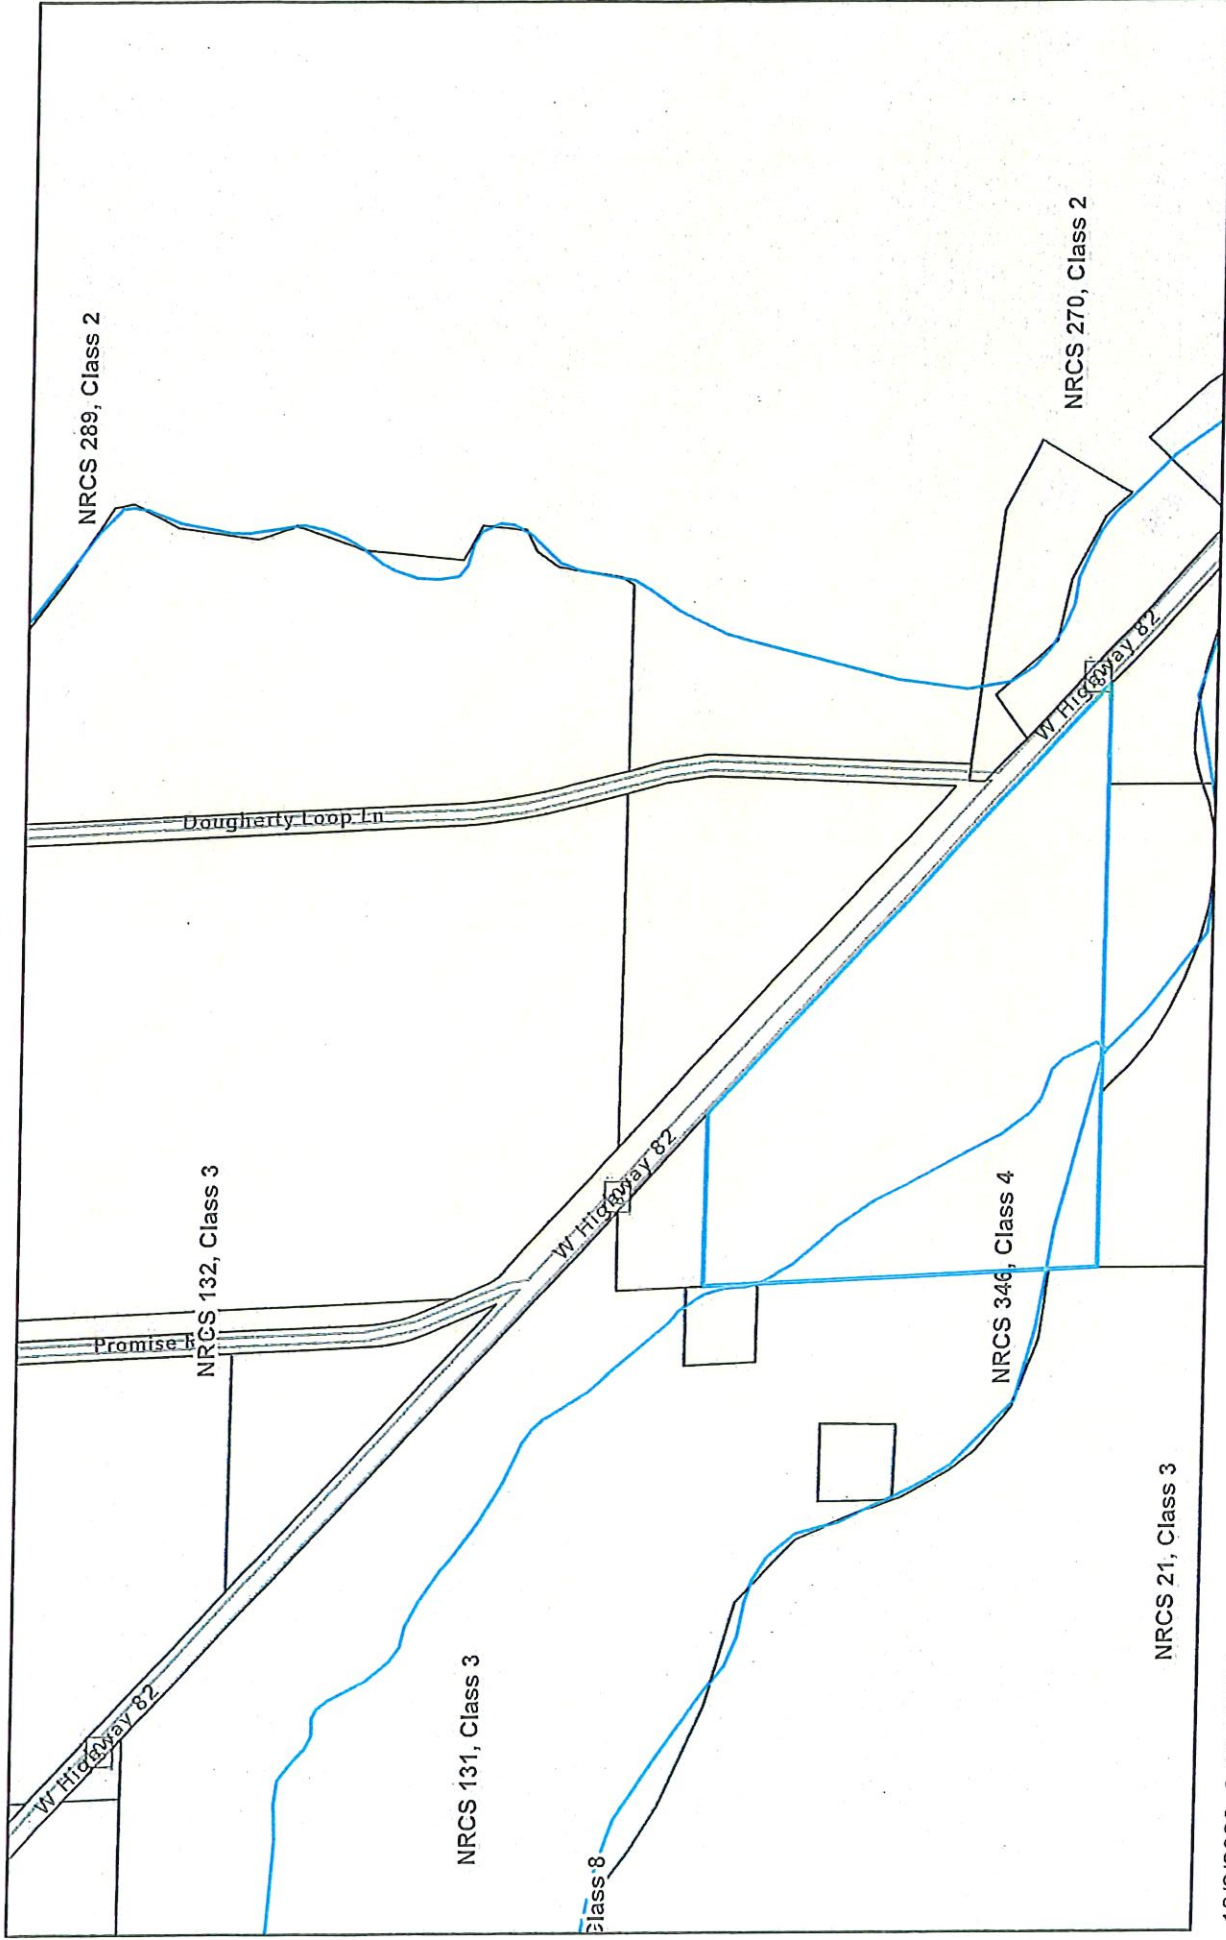 NRCS 289, Class 2
NRCS 270, Class 2
Dougherty Loop Ln
W Highway 82
NRCS 132, Class 3
Promise
W Highway 82
NRCS 346, Class 4
W Highway 82
NRCS 131, Class 3
NRCS 21, Class 3
Class 8